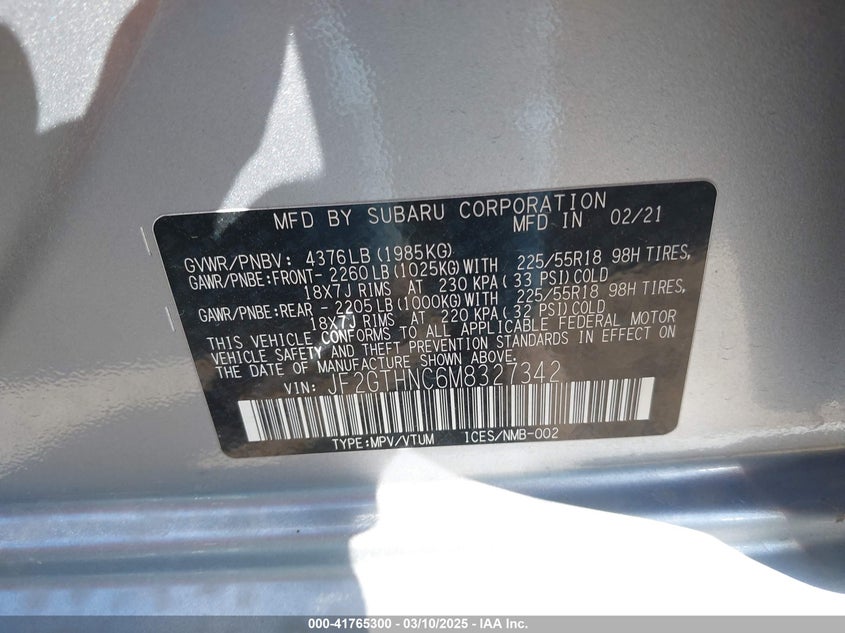 MFD BY SUBARU CORPORATION
MFD IN 02/21
GVWR/PNBV: 4376LB(1985KG)
GAWR/PNBE:FRONT- 2260LB(1025KG)WITH 225/55R18 98H TIRES,
18X7J RIMS AT 230 KPA( 33 PSI)COLD
GAWR/PNBE:REAR - 2205LB(1000KG)WITH 225/55R18 98H TIRES,
18X7J RIMS AT 220 KPA( 32 PSI)COLD
THIS VEHICLE CONFORMS TO ALL APPLICABLE FEDERAL MOTOR
VEHICLE SAFETY AND THEFT PREVENTION STANDARDS IN EFFECT ON
THE DATE OF MANUFACTURE SHOWN ABOVE.
VIN: JF2GTHNC6M8327342
TYPE:MPV/VTUM ICES/NMB-002
000-41765300 - 03/10/2025 - IAA Inc.